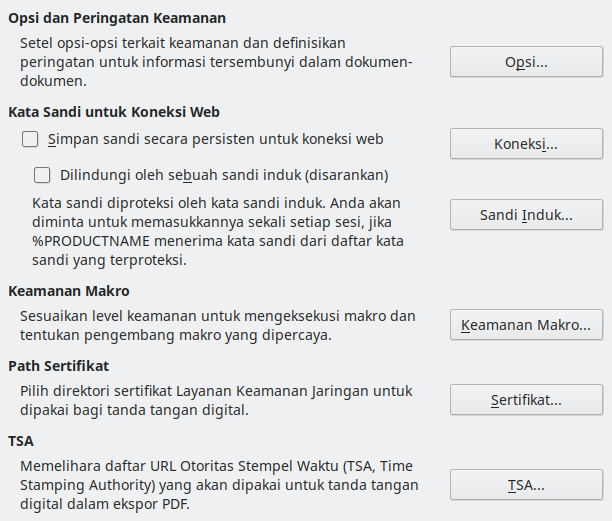 Opsi dan Peringatan Keamanan
Setel opsi-opsi terkait keamanan dan definisikan
peringatan untuk informasi tersembunyi dalam dokumen-
dokumen.
Opsi...
Kata Sandi untuk Koneksi Web
Simpan sandi secara persisten untuk koneksi web
Koneksi...
Dilindungi oleh sebuah sandi induk (disarankan)
Kata sandi diproteksi oleh kata sandi induk. Anda akan
diminta untuk memasukkannya sekali setiap sesi, jika
%PRODUCTNAME menerima kata sandi dari daftar kata
sandi yang terproteksi.
Sandi Induk...
Keamanan Makro
Sesuaikan level keamanan untuk mengeksekusi makro dan
tentukan pengembang makro yang dipercaya.
Keamanan Makro...
Path Sertifikat
Pilih direktori sertifikat Layanan Keamanan Jaringan untuk
dipakai bagi tanda tangan digital.
Sertifikat...
TSA
Memelihara daftar URL Otoritas Stempel Waktu (TSA, Time
Stamping Authority) yang akan dipakai untuk tanda tangan
digital dalam ekspor PDF.
TSA...